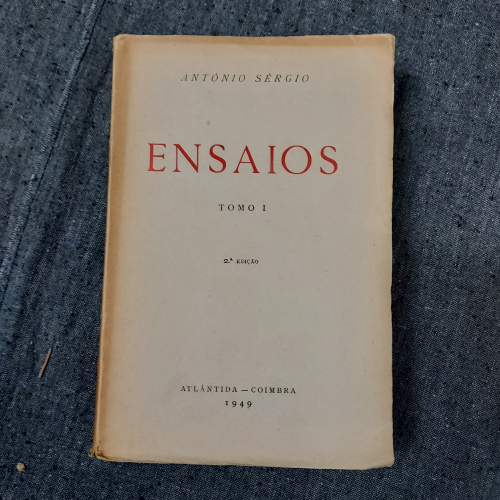 ANTÓNIO SÉRGIO
ENSAIOS
TOMO I
2.ª EDIÇÃO
ATLÂNTIDA — COIMBRA
1949